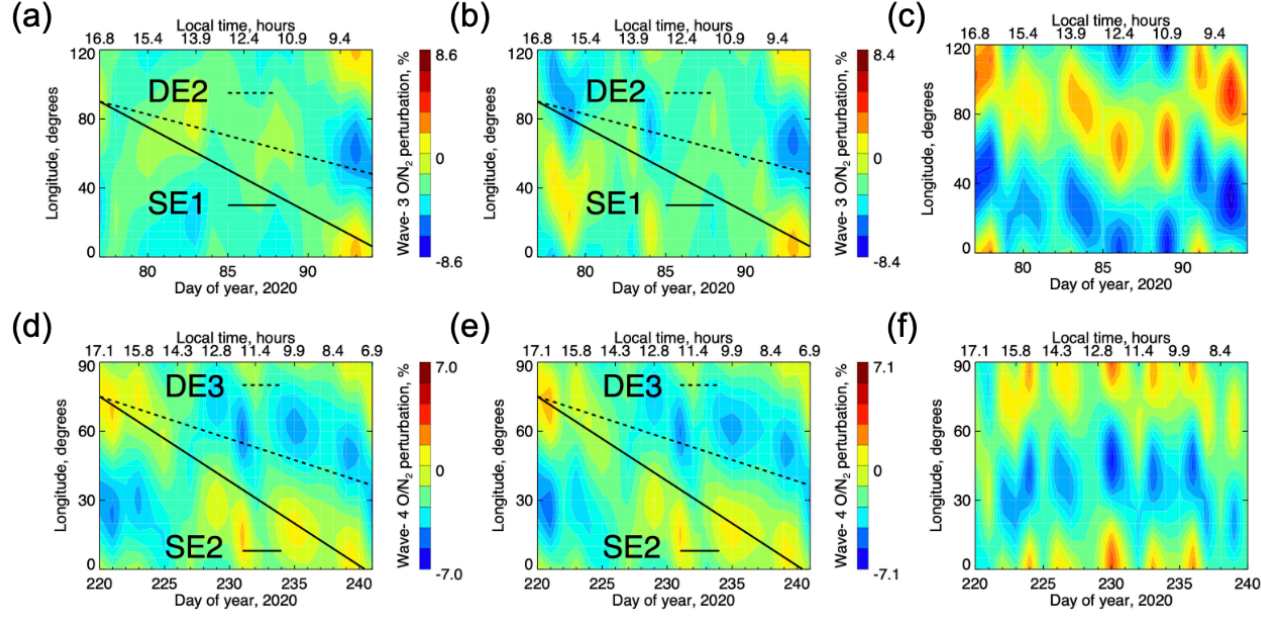 (a)
Local time, hours
16.8 15.4 13.9 12.4 10.9 9.4
120
80
40
0
Longitude, degrees
DE2
SE1
80 85 90
Day of year, 2020
8.6
0
-8.6
Wave- 3 O/N₂ perturbation, %
(b)
Local time, hours
16.8 15.4 13.9 12.4 10.9 9.4
120
80
40
0
Longitude, degrees
DE2
SE1
80 85 90
Day of year, 2020
8.4
0
-8.4
Wave- 3 O/N₂ perturbation, %
(c)
Local time, hours
16.8 15.4 13.9 12.4 10.9 9.4
120
80
40
0
Longitude, degrees
80 85 90
Day of year, 2020
(d)
Local time, hours
17.1 15.8 14.3 12.8 11.4 9.9 8.4 6.9
90
60
30
0
Longitude, degrees
DE3
SE2
220 225 230 235 240
Day of year, 2020
7.0
0
-7.0
Wave- 4 O/N₂ perturbation, %
(e)
Local time, hours
17.1 15.8 14.3 12.8 11.4 9.9 8.4 6.9
90
60
30
0
Longitude, degrees
DE3
SE2
220 225 230 235 240
Day of year, 2020
7.1
0
-7.1
Wave- 4 O/N₂ perturbation, %
(f)
Local time, hours
17.1 15.8 14.3 12.8 11.4 9.9 8.4
90
60
30
0
Longitude, degrees
220 225 230 235 240
Day of year, 2020